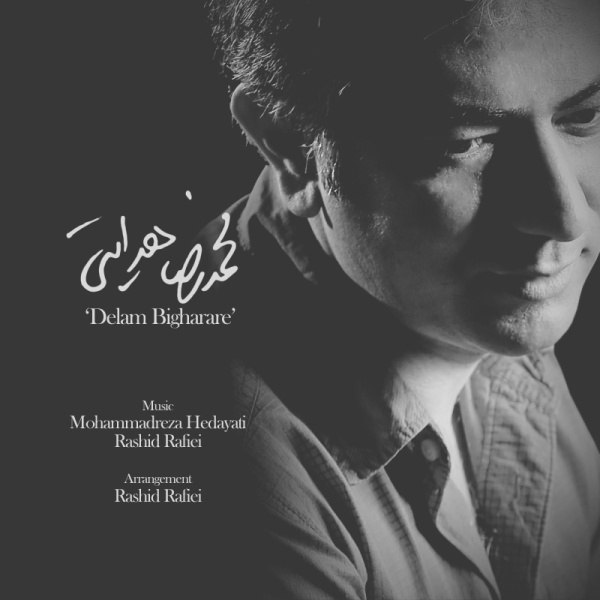 محمدرضا هدایتی
‘Delam Bigharare’
Music
Mohammadreza Hedayati
Rashid Rafiei
Arrangement
Rashid Rafiei